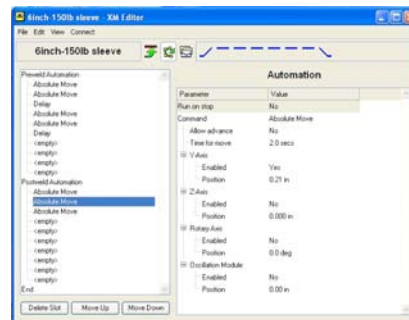 6inch-150lb sleeve - XM Editor
File Edit View Connect
6inch-150lb sleeve
Preweld Automation
Absolute Move
Absolute Move
Delay
Absolute Move
Absolute Move
Delay
<empty>
<empty>
<empty>
<empty>
Postweld Automation
Absolute Move
Absolute Move
Absolute Move
<empty>
<empty>
<empty>
<empty>
<empty>
<empty>
<empty>
End
Delete Slot Move Up Move Down
Automation
Parameter Value
Run on stop No
Command Absolute Move
Allow advance No
Time for move 2.0 secs
Y-Axis
Enabled Yes
Position 0.21 in
Z-Axis
Enabled No
Position 0.000 in
Rotary Axis
Enabled No
Position 0.0 deg
Oscillation Module
Enabled No
Position 0.00 in